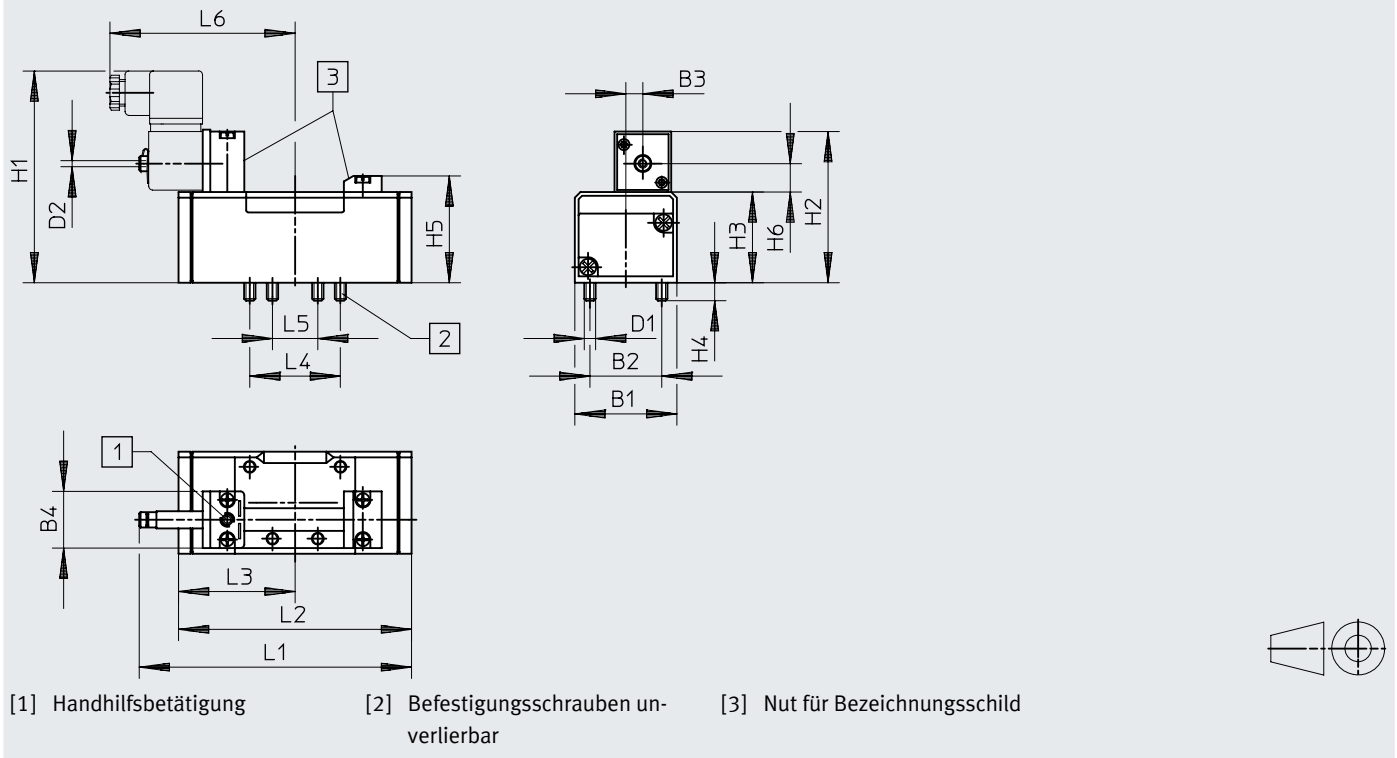 L6
3
B3
H1
D2
H5
H3
H6
H2
L5
2
L4
D1
H4
B2
B1
1
B4
L3
L2
L1
[1] Handhilfsbetätigung
[2] Befestigungsschrauben un-
verlierbar
[3] Nut für Bezeichnungsschild